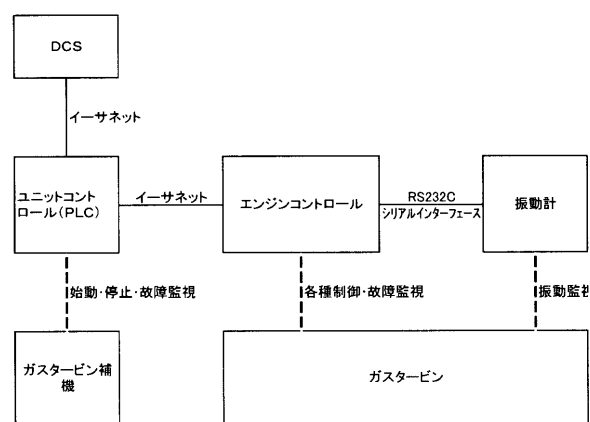 DCS
イーサネット
ユニットコント
ロール(PLC)
イーサネット
エンジンコントロール
RS232C
シリアルインターフェース
振動計
始動・停止・故障監視
各種制御・故障監視
振動監視
ガスタービン補
機
ガスタービン